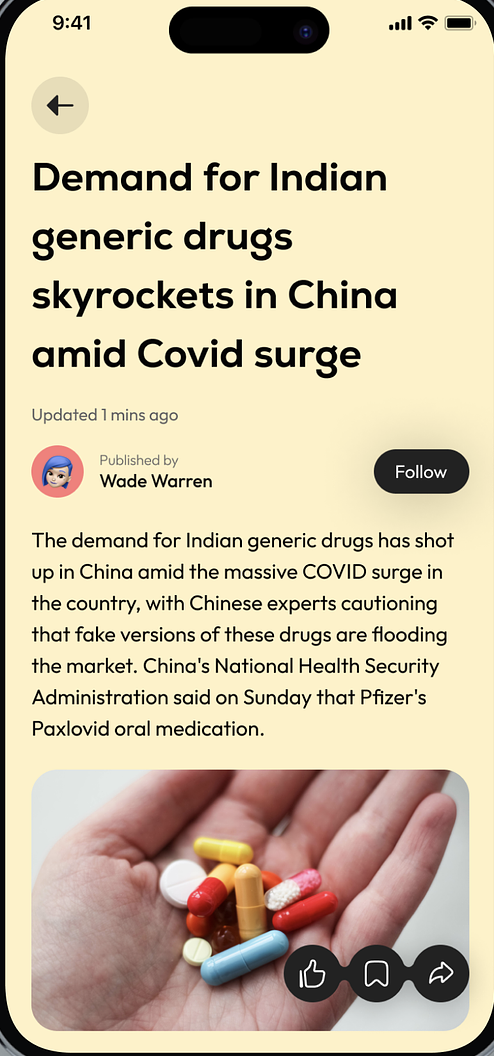 9:41
Demand for Indian
generic drugs
skyrockets in China
amid Covid surge
Updated 1 mins ago
Published by
Wade Warren
Follow
The demand for Indian generic drugs has shot
up in China amid the massive COVID surge in
the country, with Chinese experts cautioning
that fake versions of these drugs are flooding
the market. China's National Health Security
Administration said on Sunday that Pfizer's
Paxlovid oral medication.